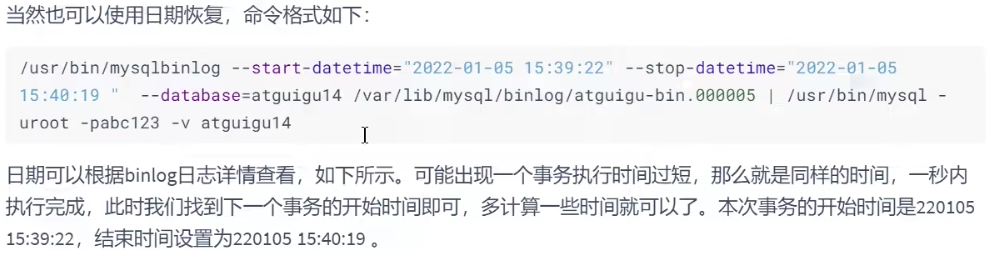 当然也可以使用日期恢复，命令格式如下：
/usr/bin/mysqlbinlog --start-datetime="2022-01-05 15:39:22" --stop-datetime="2022-01-05
15:40:19 "  --database=atguigu14 /var/lib/mysql/binlog/atguigu-bin.000005 | /usr/bin/mysql -
uroot -pabc123 -v atguigu14
日期可以根据binlog日志详情查看，如下所示。可能出现一个事务执行时间过短，那么就是同样的时间，一秒内
执行完成，此时我们找到下一个事务的开始时间即可，多计算一些时间就可以了。本次事务的开始时间是220105
15:39:22，结束时间设置为220105 15:40:19 。